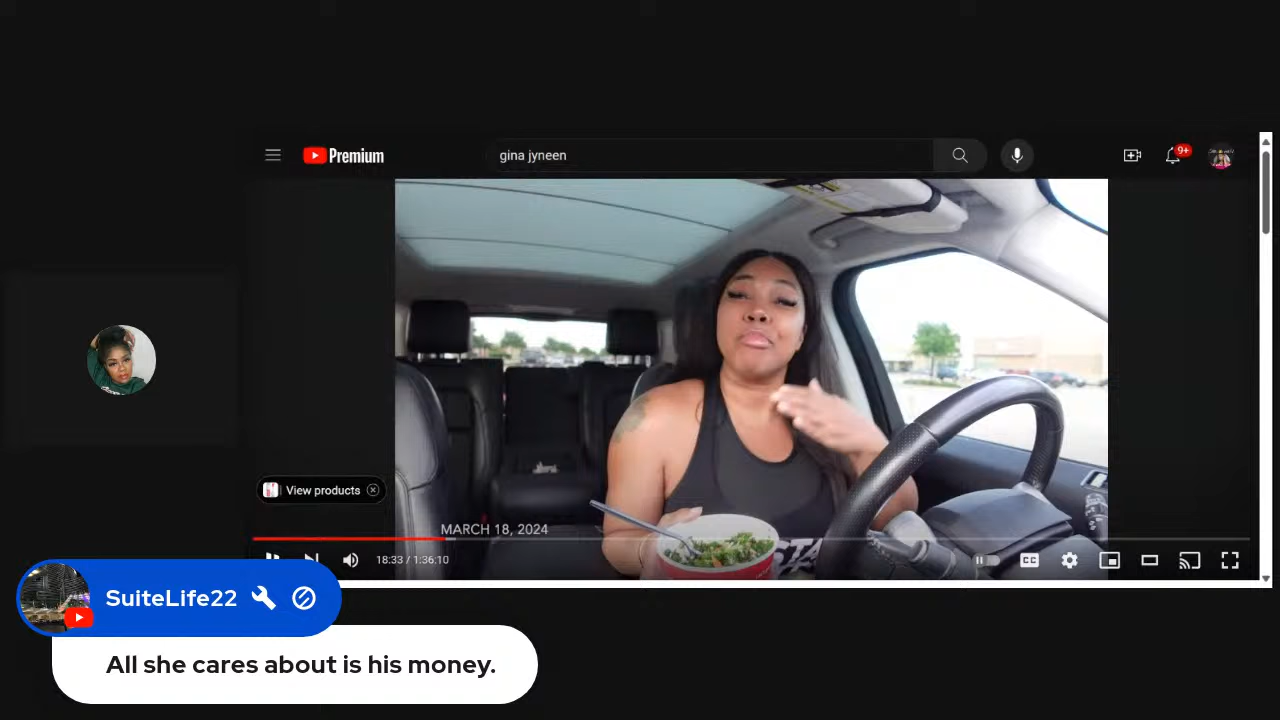 Premium
gina jyneen
9+
View products
MARCH 18, 2024
18:33 / 1:36:10
CC
SuiteLife22
All she cares about is his money.